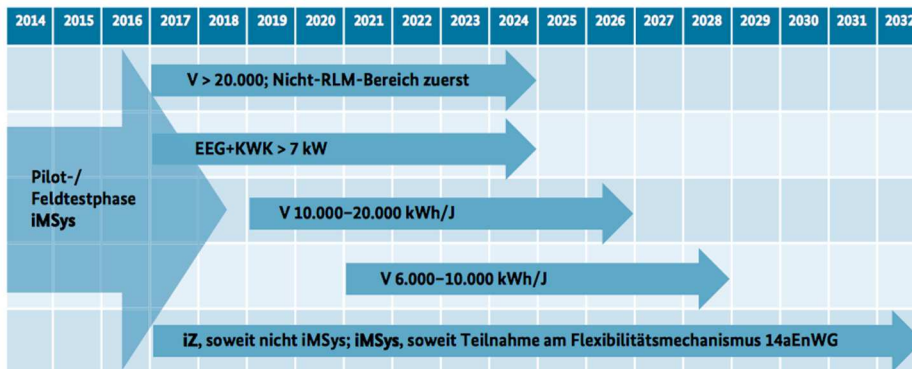 2014 2015 2016 2017 2018 2019 2020 2021 2022 2023 2024 2025 2026 2027 2028 2029 2030 2031 2032
V > 20.000; Nicht-RLM-Bereich zuerst
EEG+KWK > 7 kW
Pilot-/
Feldtestphase
iMSys
V 10.000–20.000 kWh/J
V 6.000–10.000 kWh/J
iZ, soweit nicht iMSys; iMSys, soweit Teilnahme am Flexibilitätsmechanismus 14aEnWG